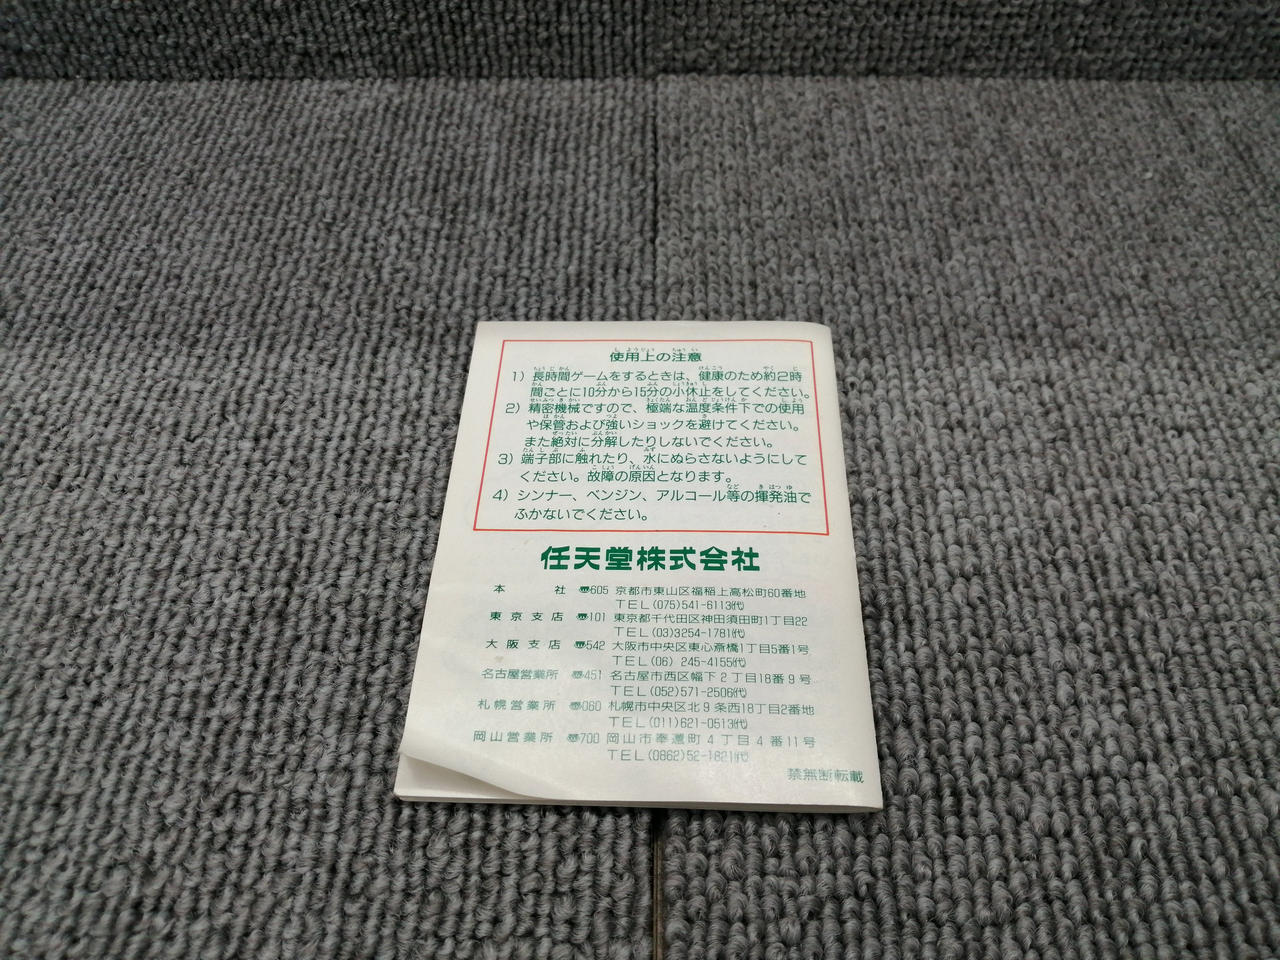 使用上の注意
1) 長時間ゲームをするときは、健康のため約2時
間ごとに10分から15分の小休止をしてください。
2) 精密機械ですので、極端な温度条件下での使用
や保管および強いショックを避けてください。
また絶対に分解したりしないでください。
3) 端子部に触れたり、水にぬらさないようにして
ください。故障の原因となります。
4) シンナー、ベンジン、アルコール等の揮発油で
ふかないでください。
任天堂株式会社
本社 〠605 京都市東山区福稲上高松町60番地
TEL(075)541-6113代
東京支店 〠101 東京都千代田区神田須田町1丁目22
TEL(03)3254-1781代
大阪支店 〠542 大阪市中央区東心斎橋1丁目5番1号
TEL(06) 245-4155代
名古屋営業所 〠451 名古屋市西区幅下2丁目18番9号
TEL(052)571-2506代
札幌営業所 〠060 札幌市中央区北9条西18丁目2番地
TEL(011)621-0513代
岡山営業所 〠700 岡山市奉還町4丁目4番11号
TEL(0862)52-1821代
禁無断転載